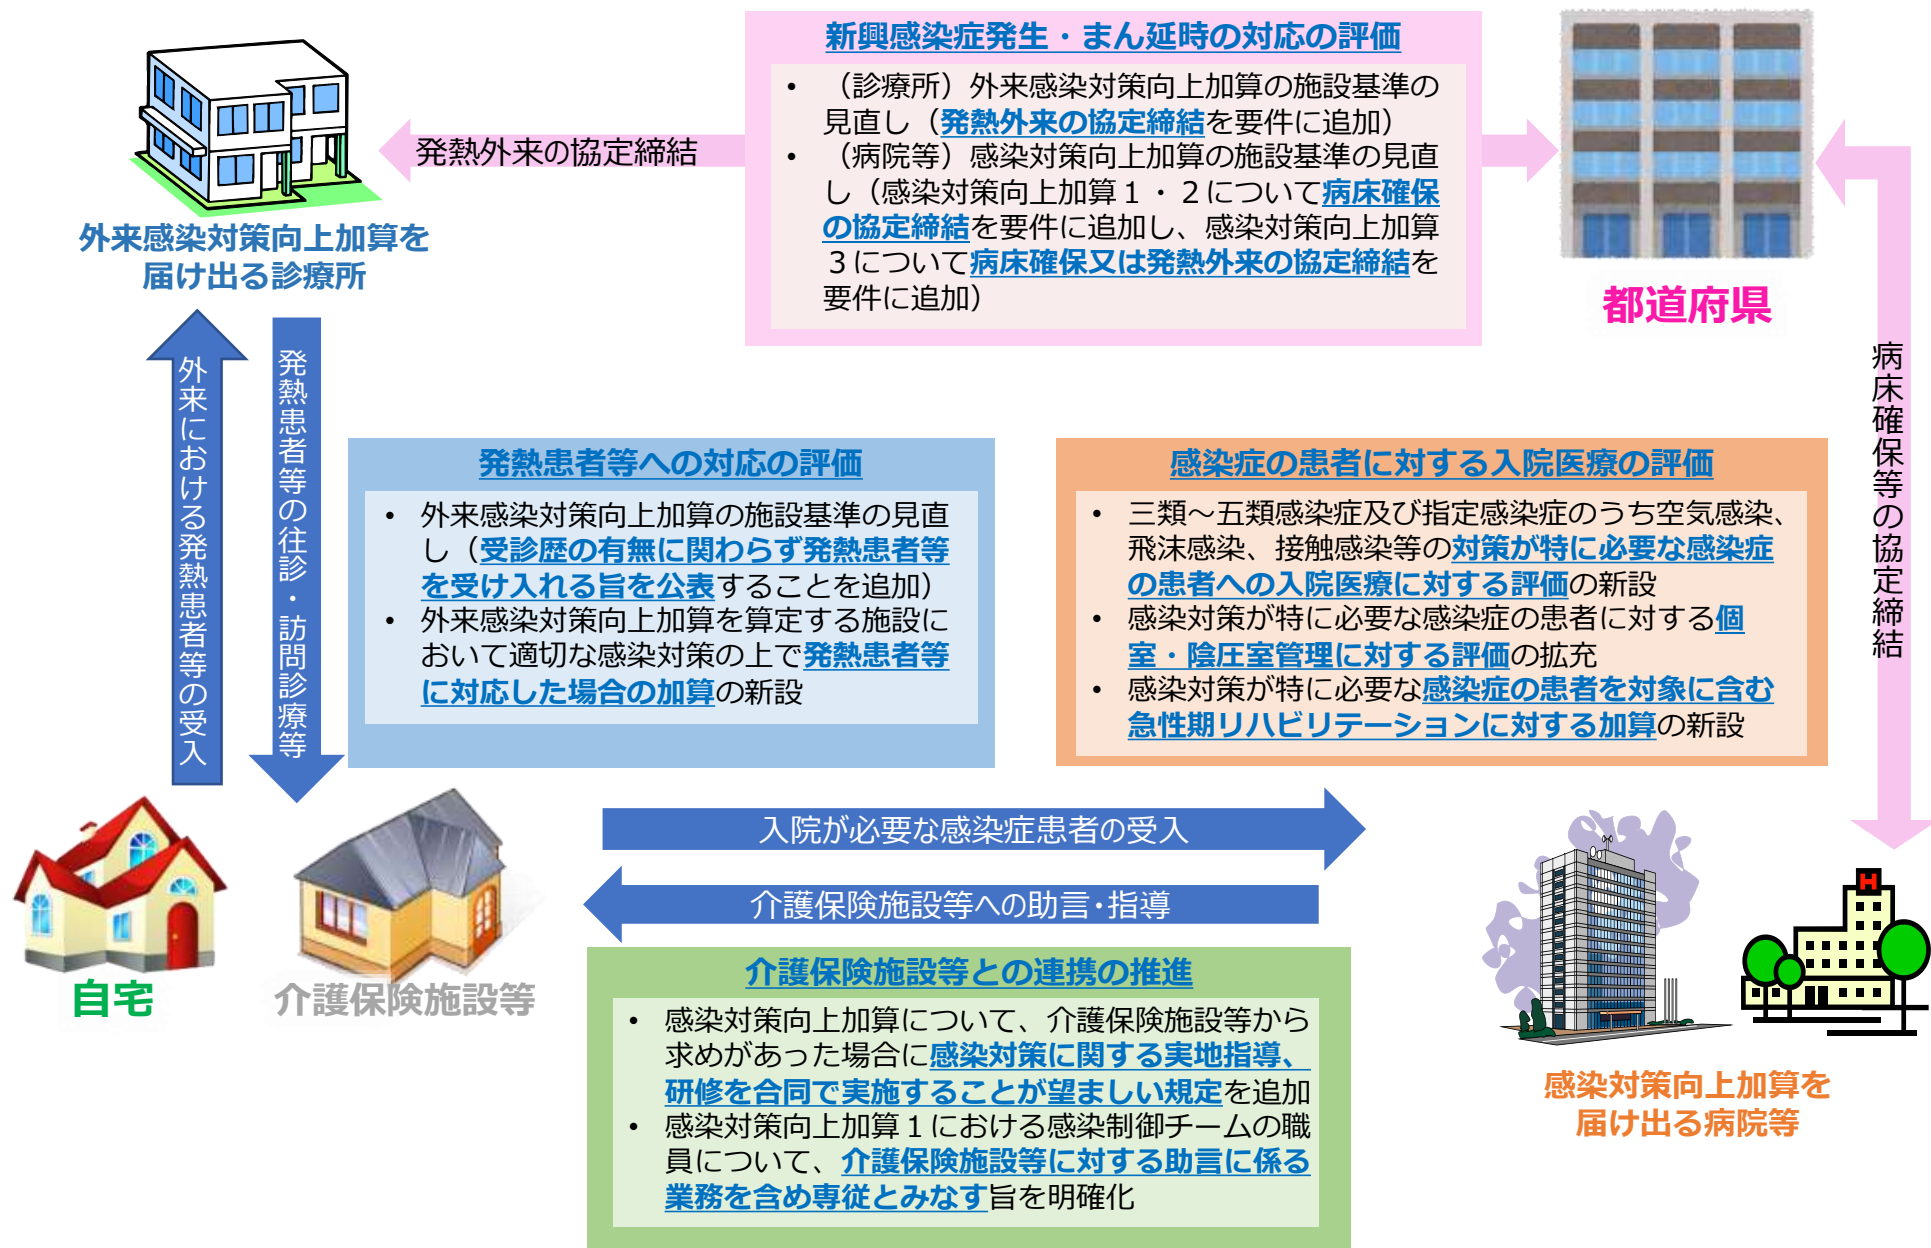 新興感染症発生・まん延時の対応の評価
• （診療所）外来感染対策向上加算の施設基準の
見直し（発熱外来の協定締結を要件に追加）
• （病院等）感染対策向上加算の施設基準の見直
し（感染対策向上加算１・２について病床確保
の協定締結を要件に追加し、感染対策向上加算
３について病床確保又は発熱外来の協定締結を
要件に追加）
発熱外来の協定締結
外来感染対策向上加算を
届け出る診療所
都道府県
病床確保等の協定締結
外来における発熱患者等の受入
発熱患者等の往診・訪問診療等
発熱患者等への対応の評価
• 外来感染対策向上加算の施設基準の見直
し（受診歴の有無に関わらず発熱患者等
を受け入れる旨を公表することを追加）
• 外来感染対策向上加算を算定する施設に
おいて適切な感染対策の上で発熱患者等
に対応した場合の加算の新設
感染症の患者に対する入院医療の評価
• 三類～五類感染症及び指定感染症のうち空気感染、
飛沫感染、接触感染等の対策が特に必要な感染症
の患者への入院医療に対する評価の新設
• 感染対策が特に必要な感染症の患者に対する個
室・陰圧室管理に対する評価の拡充
• 感染対策が特に必要な感染症の患者を対象に含む
急性期リハビリテーションに対する加算の新設
入院が必要な感染症患者の受入
介護保険施設等への助言・指導
自宅
介護保険施設等
介護保険施設等との連携の推進
• 感染対策向上加算について、介護保険施設等から
求めがあった場合に感染対策に関する実地指導、
研修を合同で実施することが望ましい規定を追加
• 感染対策向上加算１における感染制御チームの職
員について、介護保険施設等に対する助言に係る
業務を含め専従とみなす旨を明確化
H
感染対策向上加算を
届け出る病院等